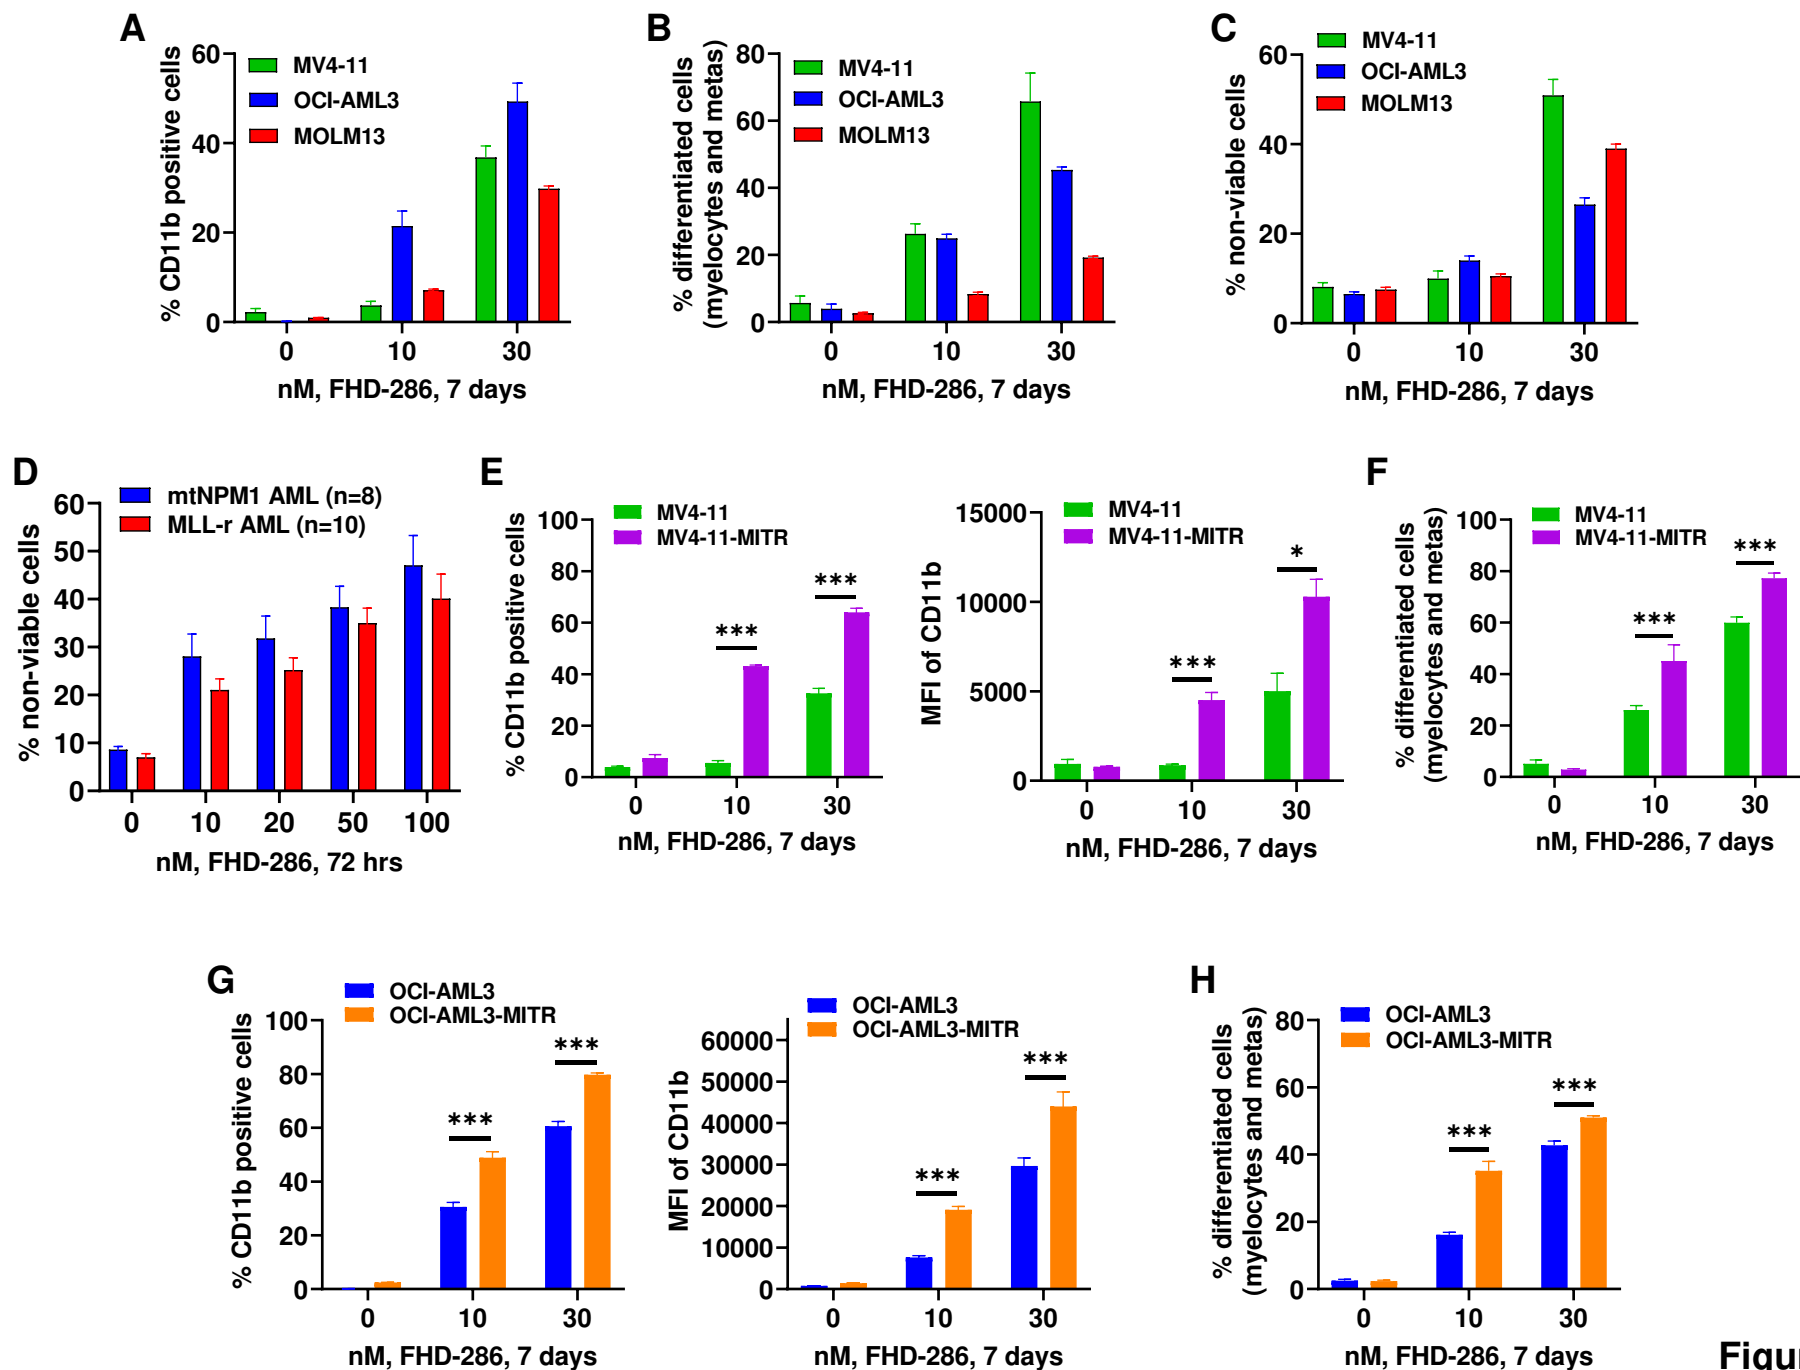 A
% CD11b positive cells
60
40
20
0
MV4-11
OCI-AML3
MOLM13
0 10 30
nM, FHD-286, 7 days
B
% differentiated cells
(myelocytes and metas)
80
60
40
20
0
MV4-11
OCI-AML3
MOLM13
0 10 30
nM, FHD-286, 7 days
C
% non-viable cells
60
40
20
0
MV4-11
OCI-AML3
MOLM13
0 10 30
nM, FHD-286, 7 days
D
% non-viable cells
60
50
40
30
20
10
0
mtNPM1 AML (n=8)
MLL-r AML (n=10)
0 10 20 50 100
nM, FHD-286, 72 hrs
E
% CD11b positive cells
100
80
60
40
20
0
MV4-11
MV4-11-MITR
***
***
0 10 30
nM, FHD-286, 7 days
MFI of CD11b
15000
10000
5000
0
MV4-11
MV4-11-MITR
***
*
0 10 30
nM, FHD-286, 7 days
F
% differentiated cells
(myelocytes and metas)
100
80
60
40
20
0
MV4-11
MV4-11-MITR
***
***
0 10 30
nM, FHD-286, 7 days
G
% CD11b positive cells
100
80
60
40
20
0
OCI-AML3
OCI-AML3-MITR
***
***
0 10 30
nM, FHD-286, 7 days
MFI of CD11b
60000
50000
40000
30000
20000
10000
0
OCI-AML3
OCI-AML3-MITR
***
***
0 10 30
nM, FHD-286, 7 days
H
% differentiated cells
(myelocytes and metas)
80
60
40
20
0
OCI-AML3
OCI-AML3-MITR
***
***
0 10 30
nM, FHD-286, 7 days
Figur